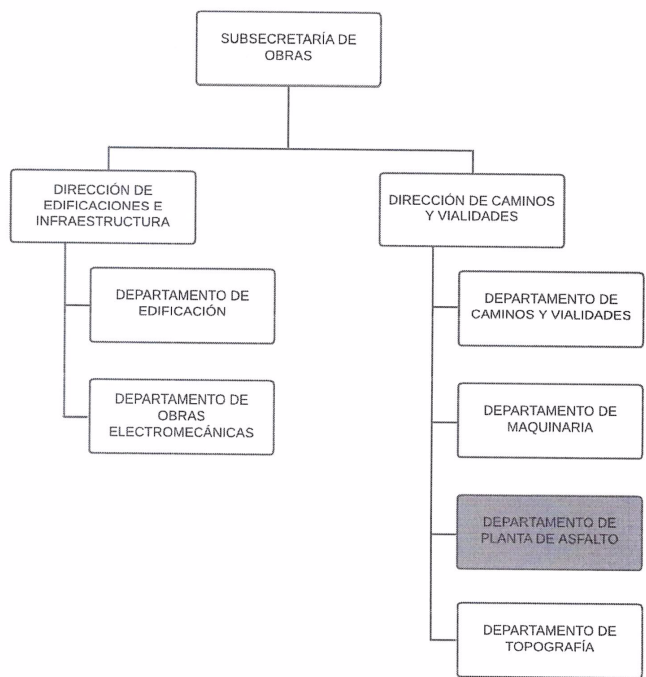 SUBSECRETARÍA DE
OBRAS
DIRECCIÓN DE
EDIFICACIONES E
INFRAESTRUCTURA
DEPARTAMENTO DE
EDIFICACIÓN
DEPARTAMENTO DE
OBRAS
ELECTROMECÁNICAS
DIRECCIÓN DE CAMINOS
Y VIALIDADES
DEPARTAMENTO DE
CAMINOS Y VIALIDADES
DEPARTAMENTO DE
MAQUINARIA
DEPARTAMENTO DE
PLANTA DE ASFALTO
DEPARTAMENTO DE
TOPOGRAFÍA